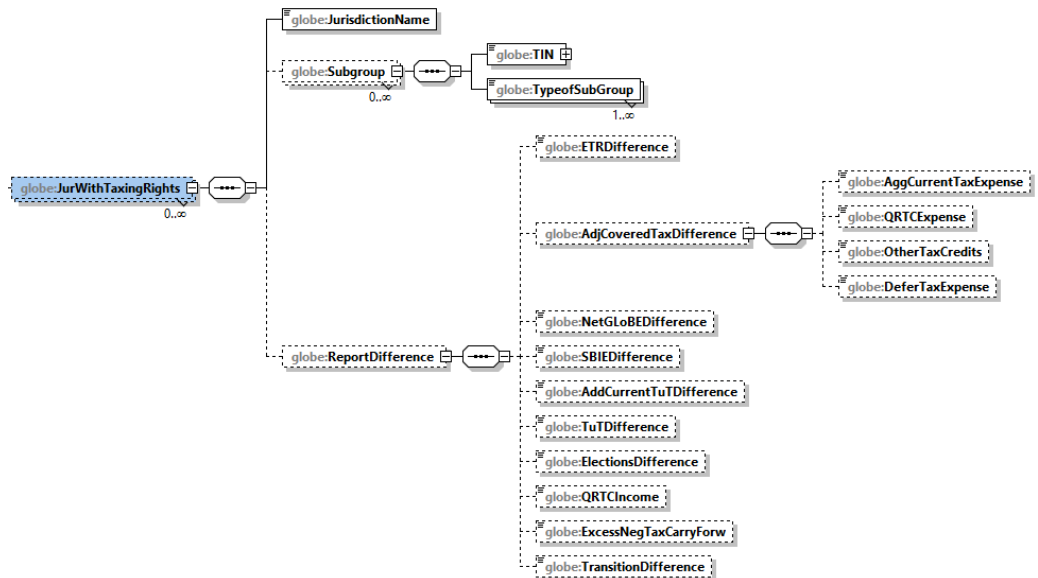 globe:JurisdictionName
globe:Subgroup
0..∞
globe:TIN
globe:TypeofSubGroup
1..∞
globe:JurWithTaxingRights
0..∞
globe:ReportDifference
globe:ETRDifference
globe:AdjCoveredTaxDifference
globe:AggCurrentTaxExpense
globe:QRTCExpense
globe:OtherTaxCredits
globe:DeferTaxExpense
globe:NetGLoBEDifference
globe:SBIEDifference
globe:AddCurrentTuTDifference
globe:TuTDifference
globe:ElectionsDifference
globe:QRTCIncome
globe:ExcessNegTaxCarryForw
globe:TransitionDifference